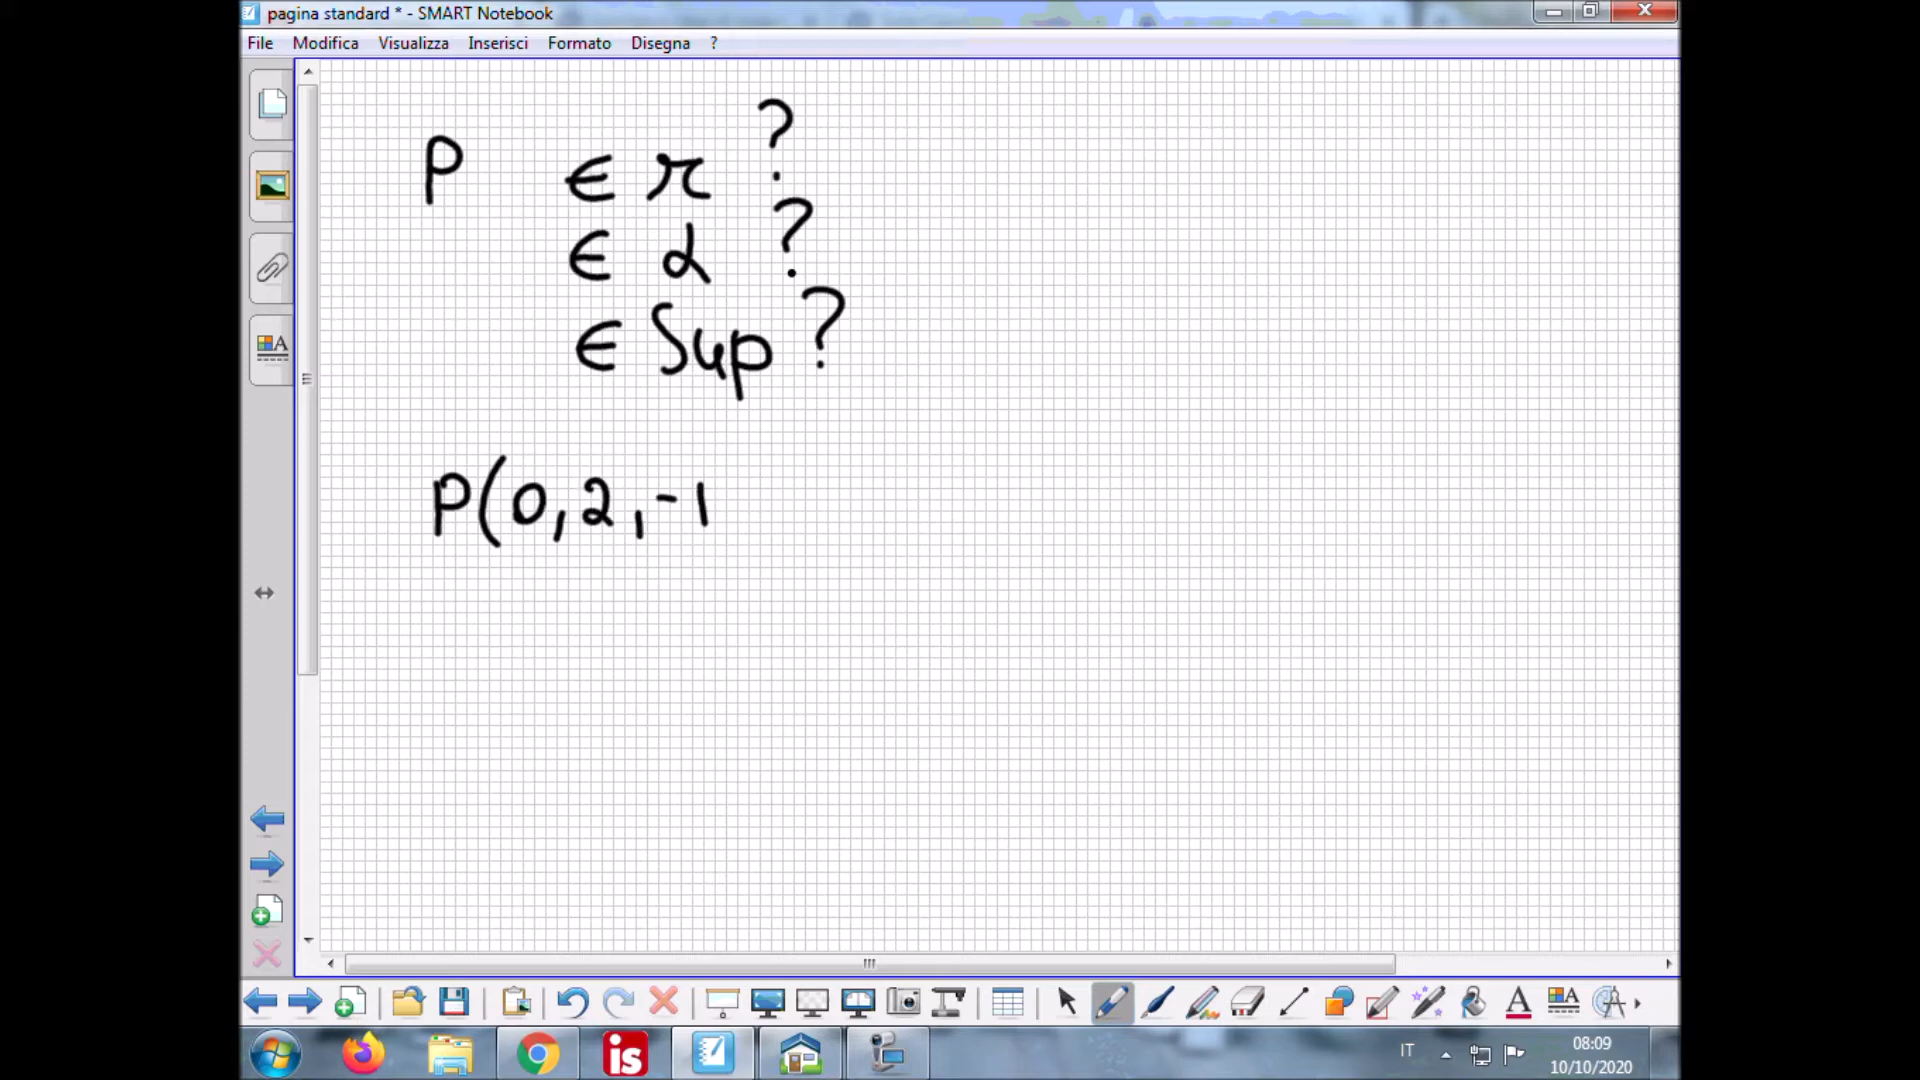 pagina standard * - SMART Notebook
File Modifica Visualizza Inserisci Formato Disegna ?
P ∈ r ?
∈ α ?
∈ Sup ?
P(0,2,-1
IT
08:09
10/10/2020